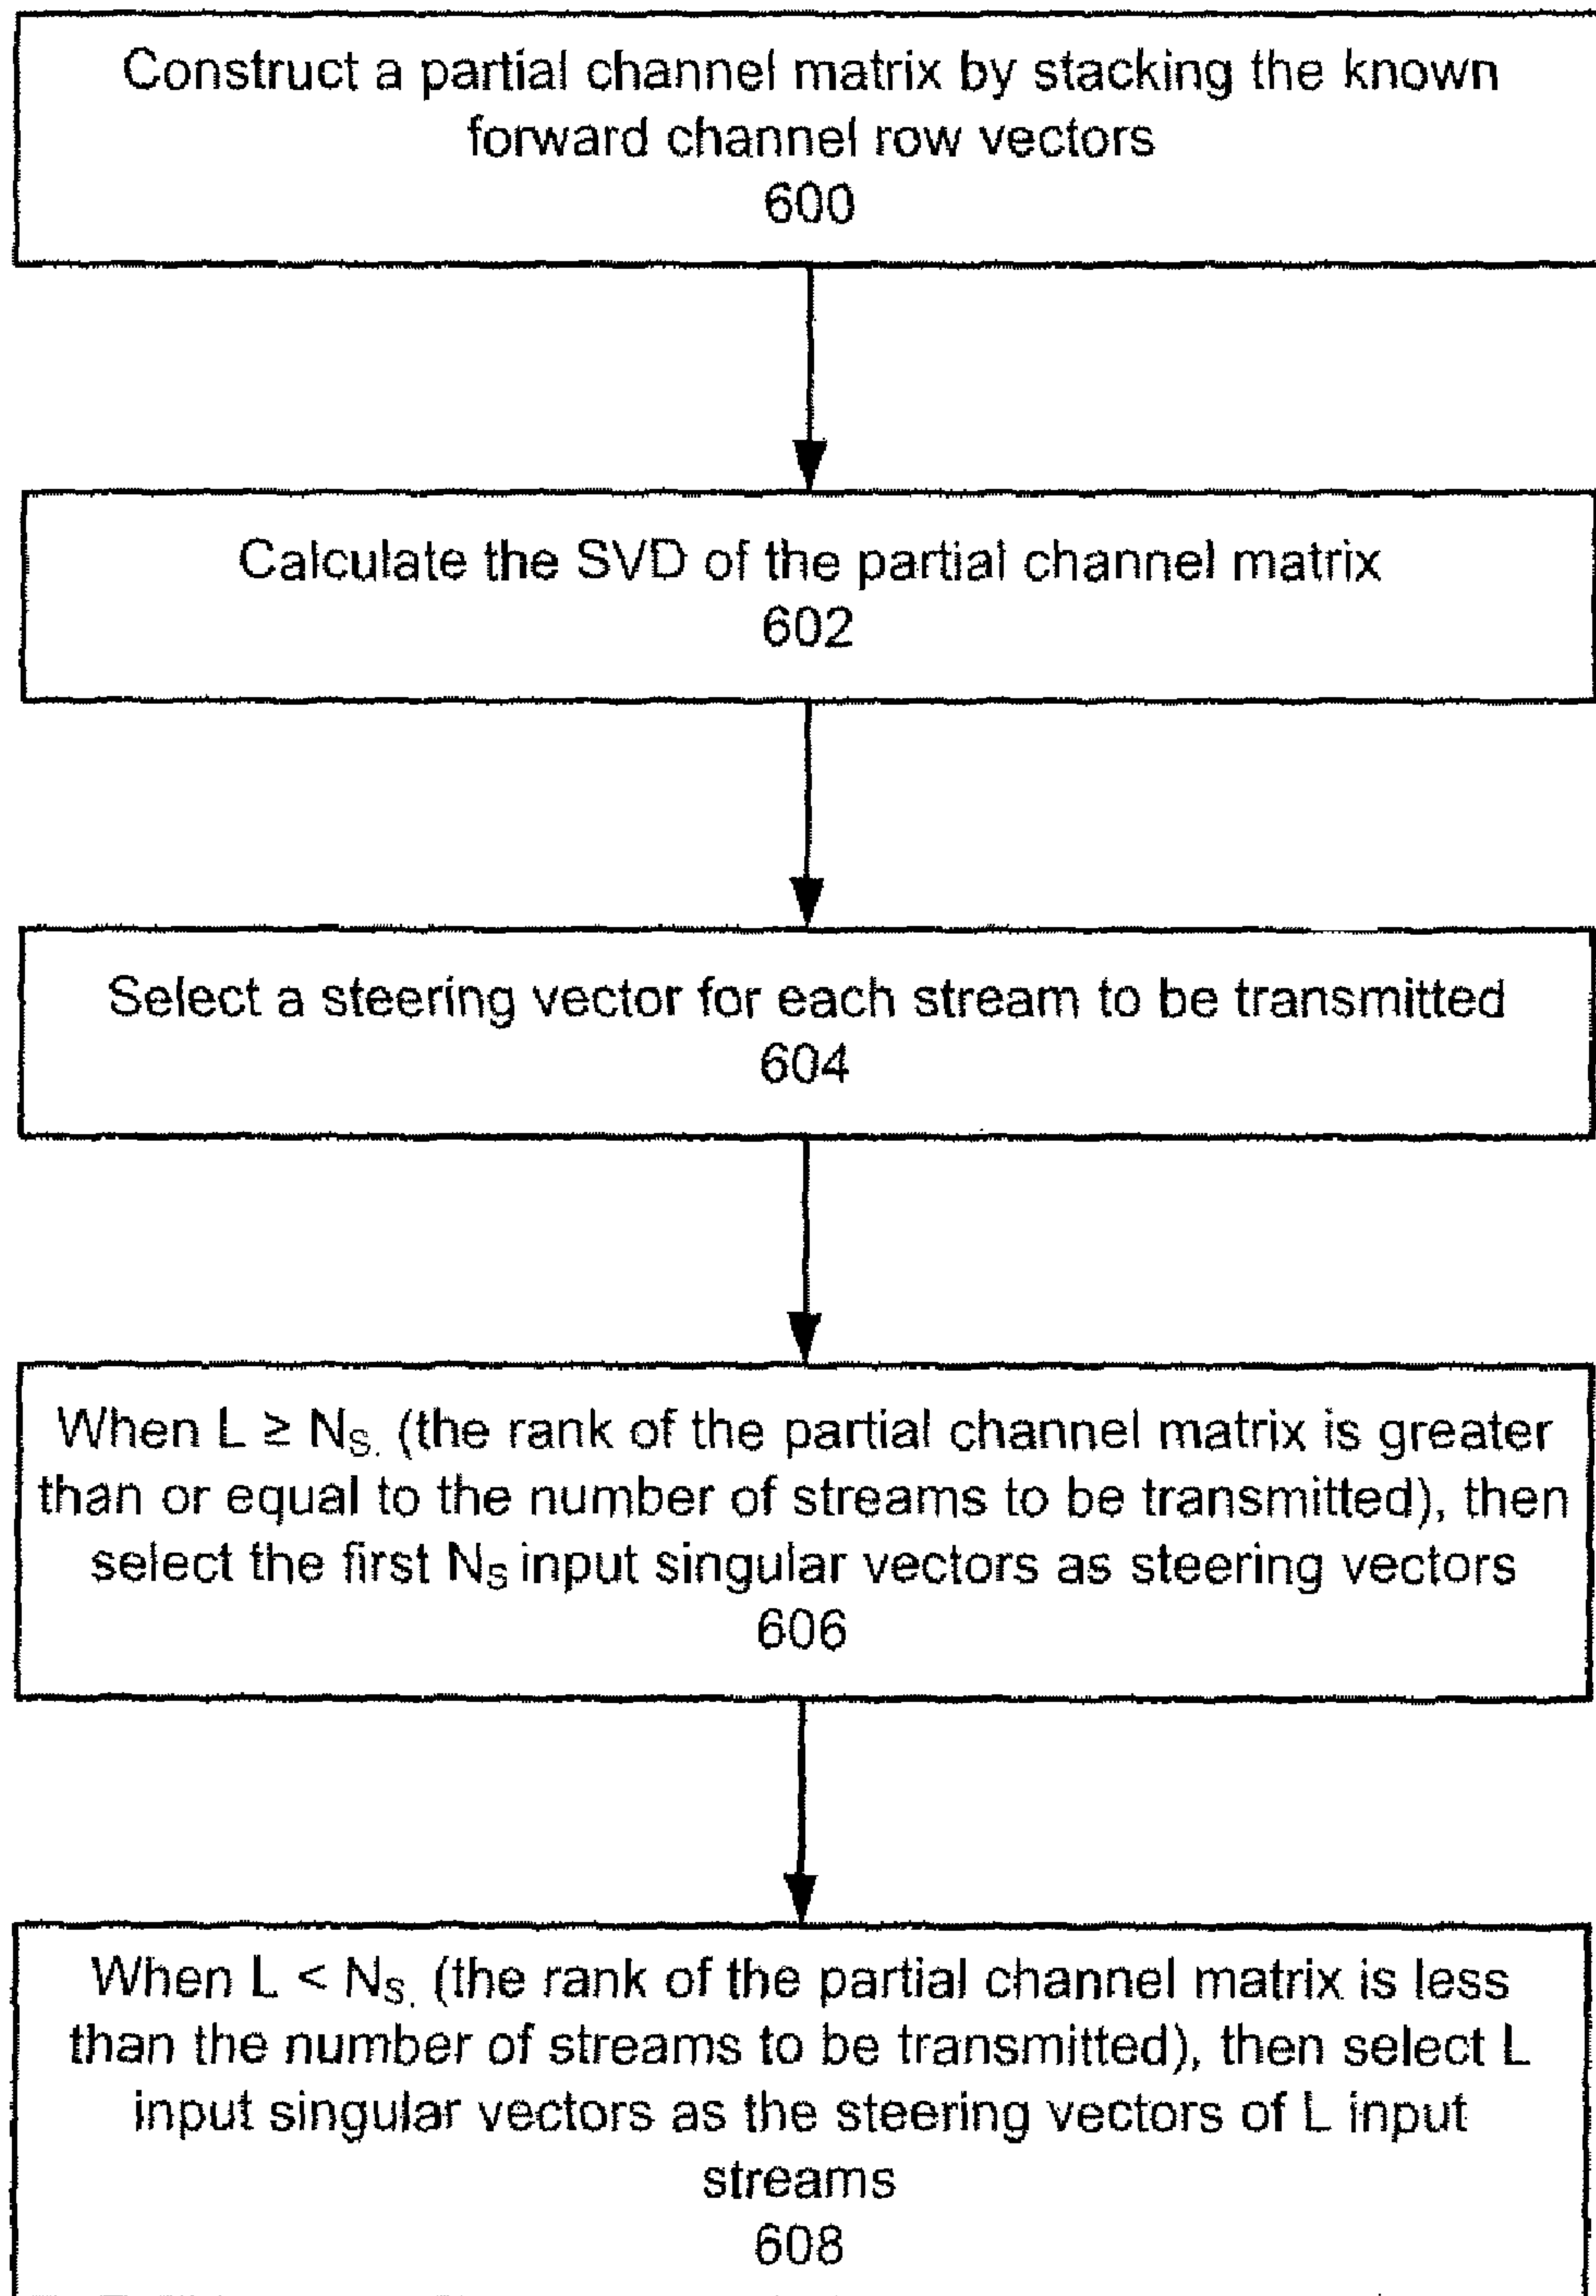 Construct a partial channel matrix by stacking the known
forward channel row vectors
600
Calculate the SVD of the partial channel matrix
602
Select a steering vector for each stream to be transmitted
604
When L ≥ NS. (the rank of the partial channel matrix is greater
than or equal to the number of streams to be transmitted), then
select the first NS input singular vectors as steering vectors
606
When L < NS. (the rank of the partial channel matrix is less
than the number of streams to be transmitted), then select L
input singular vectors as the steering vectors of L input
streams
608